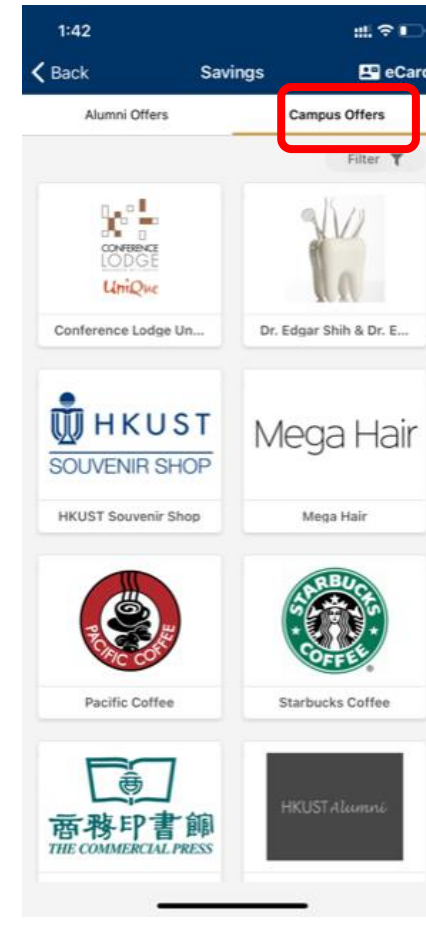 1:42
Back
Savings
eCard
Alumni Offers
Campus Offers
Filter
CONFERENCE
LODGE
UniQue
Conference Lodge Un...
Dr. Edgar Shih & Dr. E...
HKUST
SOUVENIR SHOP
HKUST Souvenir Shop
Mega Hair
Mega Hair
PACIFIC COFFEE
Pacific Coffee
STARBUCKS COFFEE
Starbucks Coffee
商務印書館
THE COMMERCIAL PRESS
HKUST Alumni